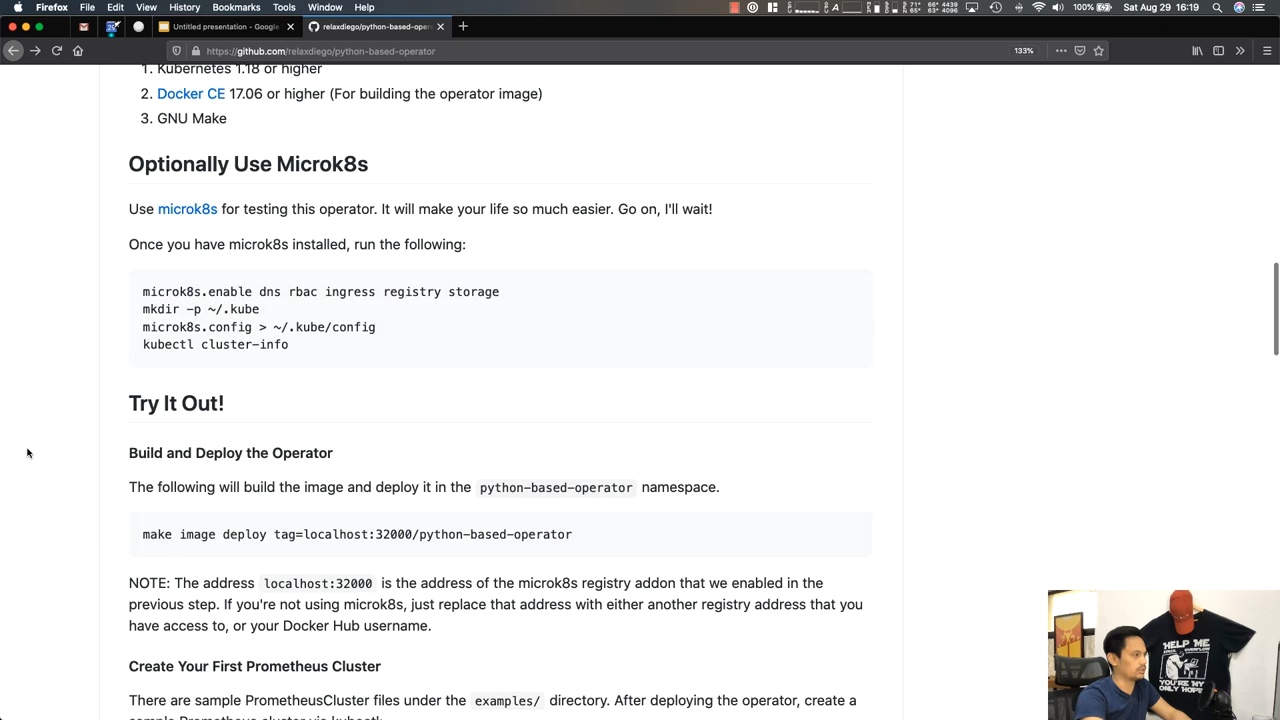 Firefox File Edit View History Bookmarks Tools Window Help
100% Sat Aug 29 16:19
Untitled presentation - Google
relaxdiego/python-based-oper
https://github.com/relaxdiego/python-based-operator
133%
1. Kubernetes 1.18 or higher
2. Docker CE 17.06 or higher (For building the operator image)
3. GNU Make
Optionally Use Microk8s
Use microk8s for testing this operator. It will make your life so much easier. Go on, I'll wait!
Once you have microk8s installed, run the following:
microk8s.enable dns rbac ingress registry storage
mkdir -p ~/.kube
microk8s.config > ~/.kube/config
kubectl cluster-info
Try It Out!
Build and Deploy the Operator
The following will build the image and deploy it in the python-based-operator namespace.
make image deploy tag=localhost:32000/python-based-operator
NOTE: The address localhost:32000 is the address of the microk8s registry addon that we enabled in the
previous step. If you're not using microk8s, just replace that address with either another registry address that you
have access to, or your Docker Hub username.
Create Your First Prometheus Cluster
There are sample PrometheusCluster files under the examples/ directory. After deploying the operator, create a
sample Prometheus cluster via kubectl
HELP ME
STACK OVERFLOW
YOU'RE MY
ONLY HOPE